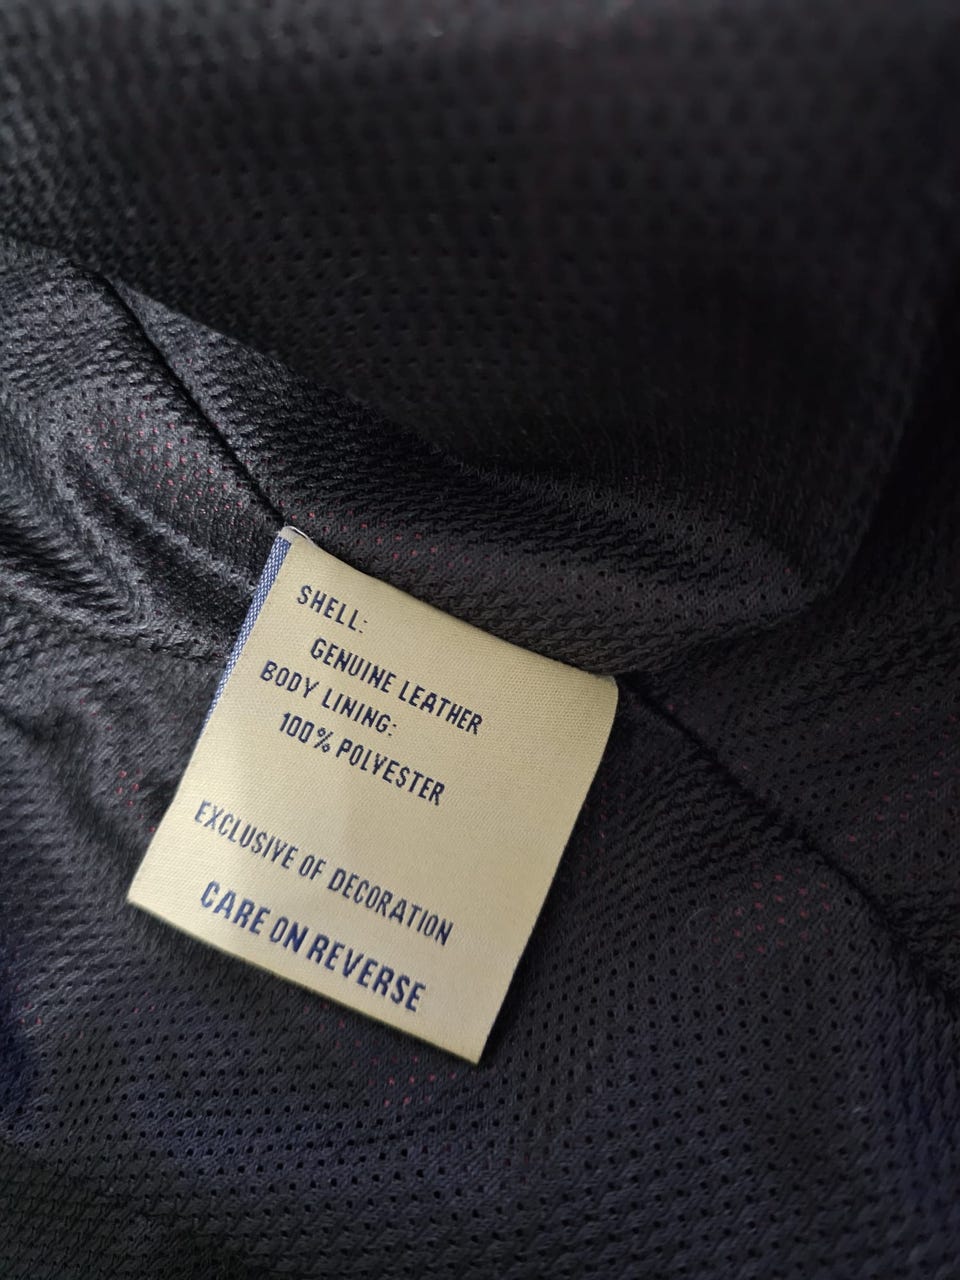 SHELL:
GENUINE LEATHER
BODY LINING:
100% POLYESTER
EXCLUSIVE OF DECORATION
CARE ON REVERSE